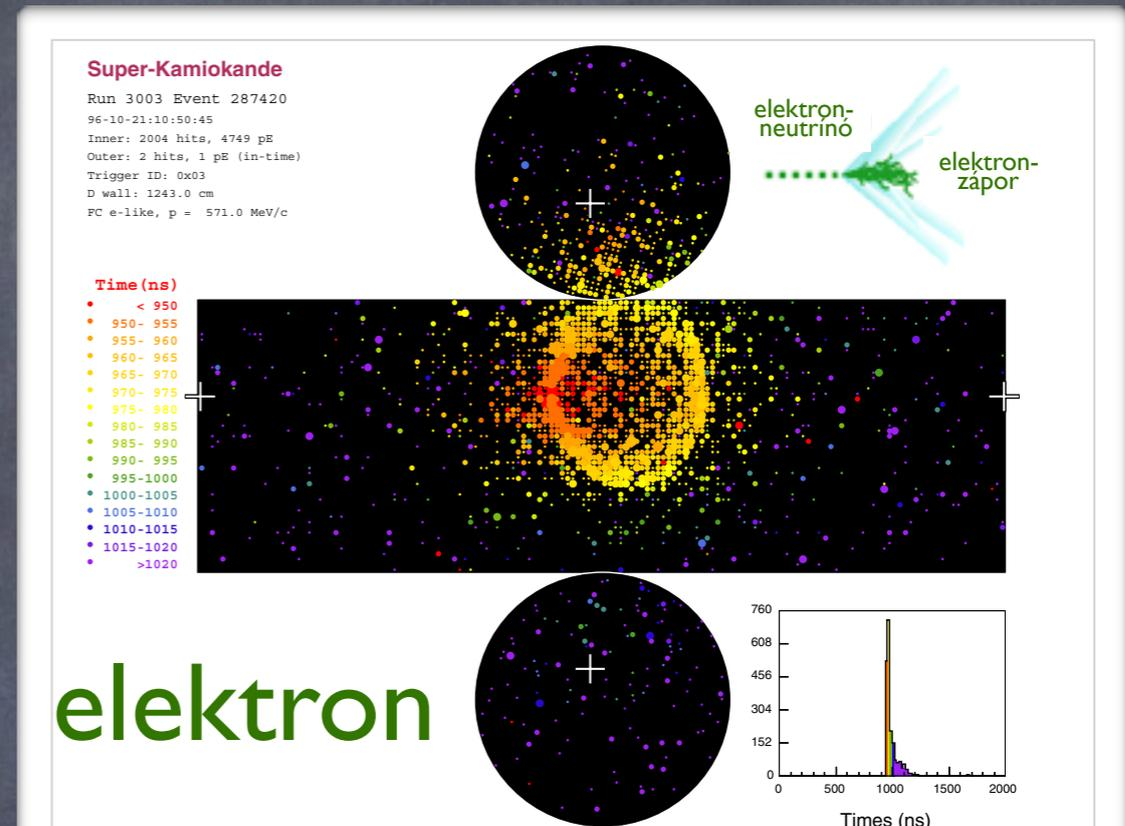 Super-Kamiokande
Run 3003 Event 287420
96-10-21:10:50:45
Inner: 2004 hits, 4749 pE
Outer: 2 hits, 1 pE (in-time)
Trigger ID: 0x03
D wall: 1243.0 cm
FC e-like, p = 571.0 MeV/c
elektron-
neutrínó
elektron-
zápor
Time(ns)
< 950
950- 955
955- 960
960- 965
965- 970
970- 975
975- 980
980- 985
985- 990
990- 995
995-1000
1000-1005
1005-1010
1010-1015
1015-1020
>1020
elektron
760
608
456
304
152
0
0 500 1000 1500 2000
Times (ns)